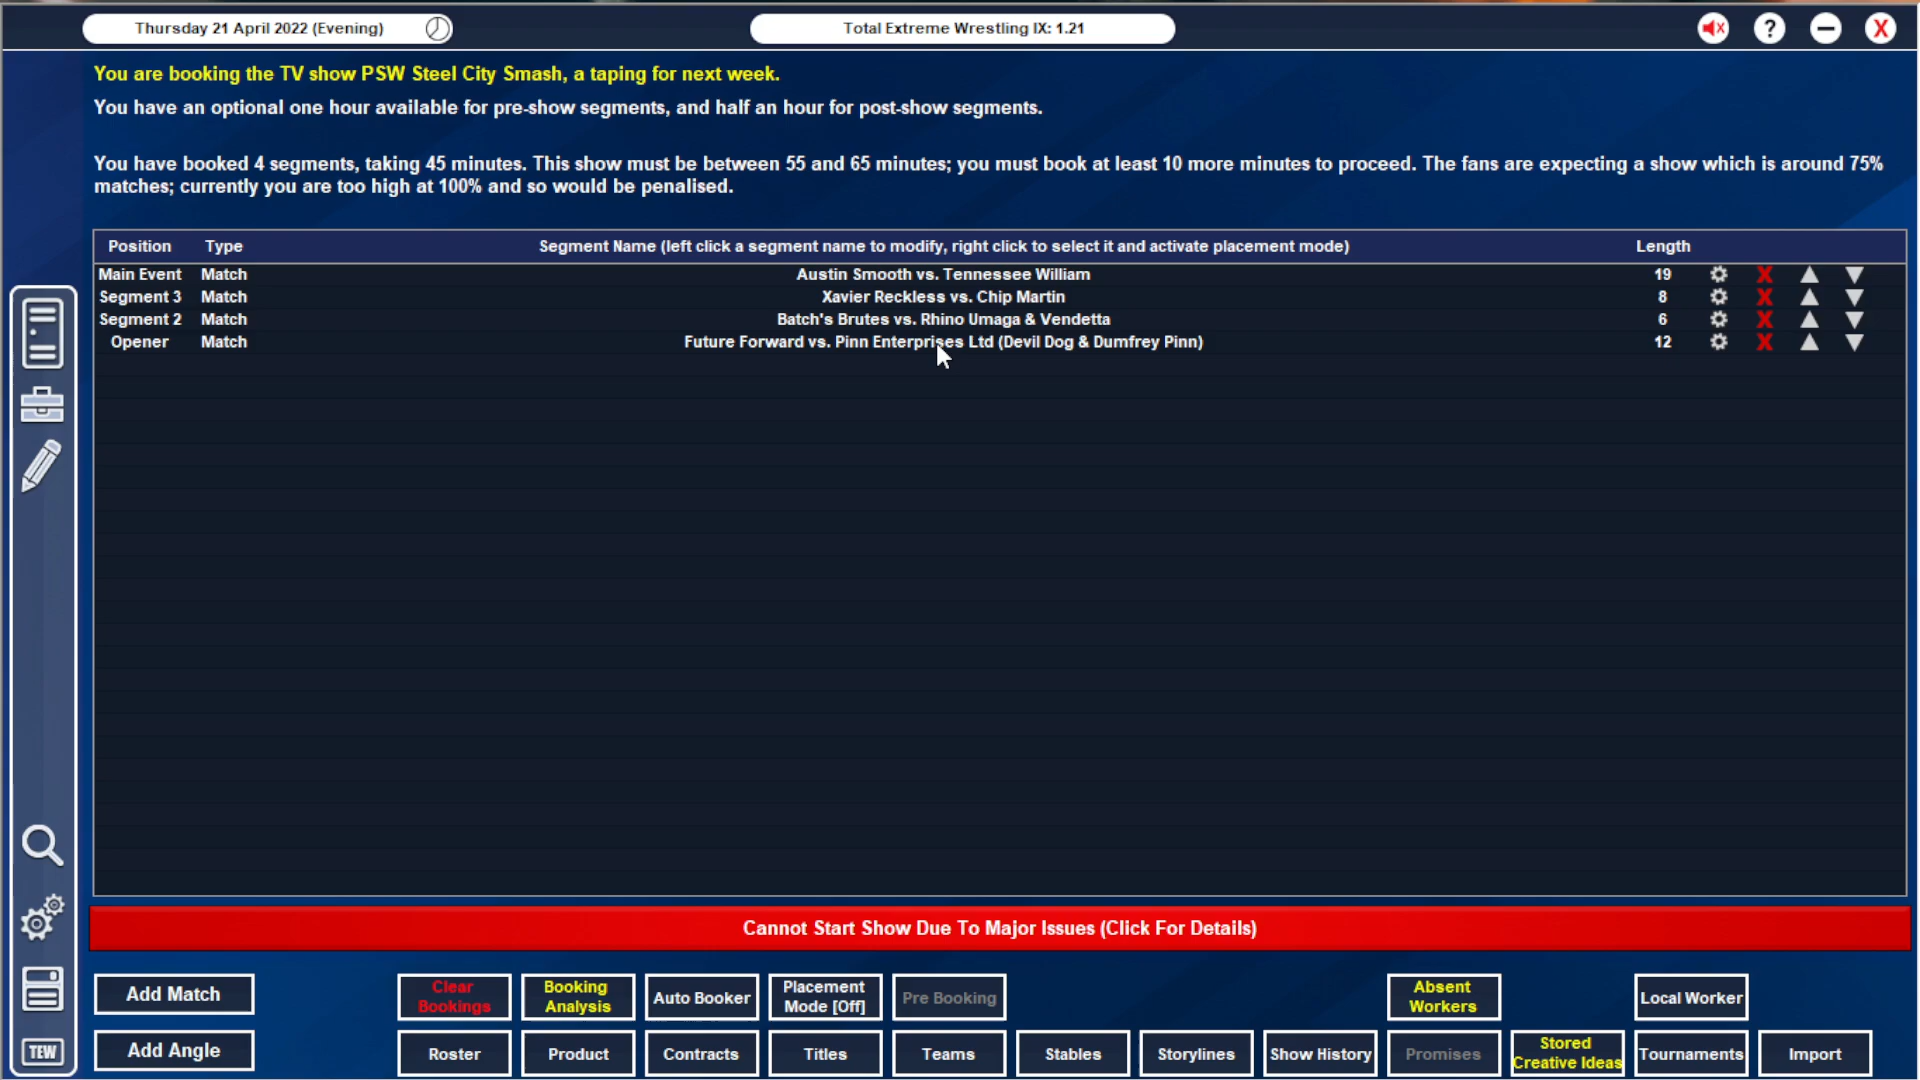 Thursday 21 April 2022 (Evening)
Total Extreme Wrestling IX: 1.21
?
X
You are booking the TV show PSW Steel City Smash, a taping for next week.
You have an optional one hour available for pre-show segments, and half an hour for post-show segments.
You have booked 4 segments, taking 45 minutes. This show must be between 55 and 65 minutes; you must book at least 10 more minutes to proceed. The fans are expecting a show which is around 75%
matches; currently you are too high at 100% and so would be penalised.
Position Type Segment Name (left click a segment name to modify, right click to select it and activate placement mode) Length
Main Event Match Austin Smooth vs. Tennessee William 19 X
Segment 3 Match Xavier Reckless vs. Chip Martin 8 X
Segment 2 Match Batch's Brutes vs. Rhino Umaga & Vendetta 6 X
Opener Match Future Forward vs. Pinn Enterprises Ltd (Devil Dog & Dumfrey Pinn) 12 X
Cannot Start Show Due To Major Issues (Click For Details)
Add Match
Clear Bookings
Booking Analysis
Auto Booker
Placement Mode [Off]
Pre Booking
Absent Workers
Local Worker
TEW
Add Angle
Roster
Product
Contracts
Titles
Teams
Stables
Storylines
Show History
Promises
Stored Creative Ideas
Tournaments
Import